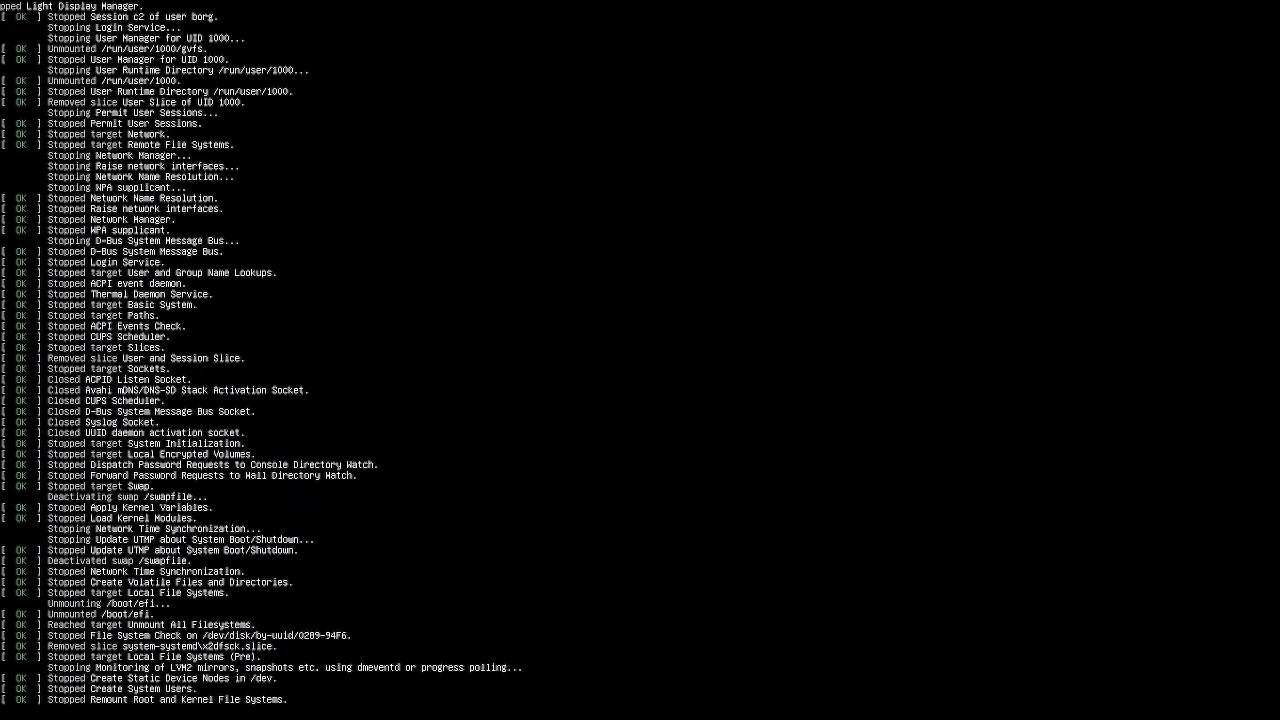 pped Light Display Manager.
[  OK  ] Stopped Session c2 of user borg.
Stopping Login Service...
Stopping User Manager for UID 1000...
[  OK  ] Unmounted /run/user/1000/gvfs.
[  OK  ] Stopped User Manager for UID 1000.
Stopping User Runtime Directory /run/user/1000...
[  OK  ] Unmounted /run/user/1000.
[  OK  ] Stopped User Runtime Directory /run/user/1000.
[  OK  ] Removed slice User Slice of UID 1000.
Stopping Permit User Sessions...
[  OK  ] Stopped Permit User Sessions.
[  OK  ] Stopped target Network.
[  OK  ] Stopped target Remote File Systems.
Stopping Network Manager...
Stopping Raise network interfaces...
Stopping Network Name Resolution...
Stopping WPA supplicant...
[  OK  ] Stopped Network Name Resolution.
[  OK  ] Stopped Raise network interfaces.
[  OK  ] Stopped Network Manager.
[  OK  ] Stopped WPA supplicant.
Stopping D-Bus System Message Bus...
[  OK  ] Stopped D-Bus System Message Bus.
[  OK  ] Stopped Login Service.
[  OK  ] Stopped target User and Group Name Lookups.
[  OK  ] Stopped ACPI event daemon.
[  OK  ] Stopped Thermal Daemon Service.
[  OK  ] Stopped target Basic System.
[  OK  ] Stopped target Paths.
[  OK  ] Stopped ACPI Events Check.
[  OK  ] Stopped CUPS Scheduler.
[  OK  ] Stopped target Slices.
[  OK  ] Removed slice User and Session Slice.
[  OK  ] Stopped target Sockets.
[  OK  ] Closed ACPID Listen Socket.
[  OK  ] Closed Avahi mDNS/DNS-SD Stack Activation Socket.
[  OK  ] Closed CUPS Scheduler.
[  OK  ] Closed D-Bus System Message Bus Socket.
[  OK  ] Closed Syslog Socket.
[  OK  ] Closed UUID daemon activation socket.
[  OK  ] Stopped target System Initialization.
[  OK  ] Stopped target Local Encrypted Volumes.
[  OK  ] Stopped Dispatch Password Requests to Console Directory Watch.
[  OK  ] Stopped Forward Password Requests to Wall Directory Watch.
[  OK  ] Stopped target Swap.
Deactivating swap /swapfile...
[  OK  ] Stopped Apply Kernel Variables.
[  OK  ] Stopped Load Kernel Modules.
Stopping Network Time Synchronization...
Stopping Update UTMP about System Boot/Shutdown...
[  OK  ] Stopped Update UTMP about System Boot/Shutdown.
[  OK  ] Deactivated swap /swapfile.
[  OK  ] Stopped Network Time Synchronization.
[  OK  ] Stopped Create Volatile Files and Directories.
[  OK  ] Stopped target Local File Systems.
Unmounting /boot/efi...
[  OK  ] Unmounted /boot/efi.
[  OK  ] Reached target Unmount All Filesystems.
[  OK  ] Stopped File System Check on /dev/disk/by-uuid/0289-94F6.
[  OK  ] Removed slice system-systemd\x2dfsck.slice.
[  OK  ] Stopped target Local File Systems (Pre).
Stopping Monitoring of LVM2 mirrors, snapshots etc. using dmeventd or progress polling...
[  OK  ] Stopped Create Static Device Nodes in /dev.
[  OK  ] Stopped Create System Users.
[  OK  ] Stopped Remount Root and Kernel File Systems.